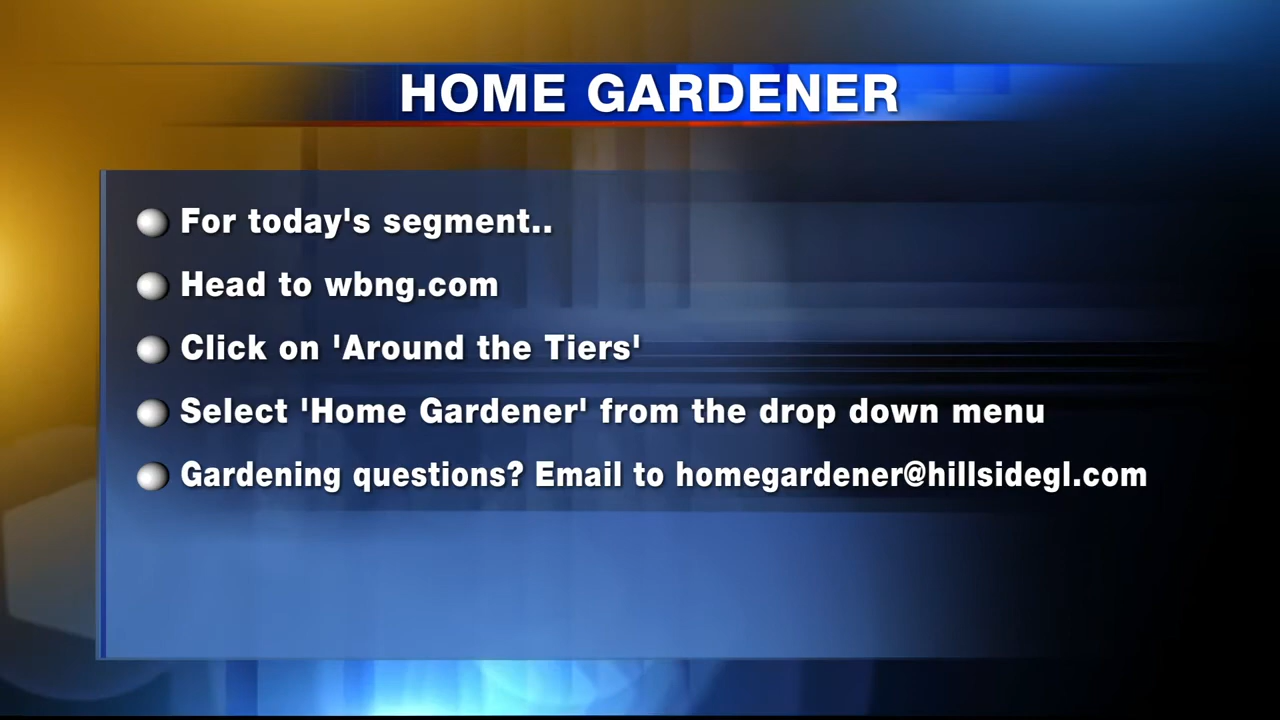 HOME GARDENER
For today's segment..
Head to wbng.com
Click on 'Around the Tiers'
Select 'Home Gardener' from the drop down menu
Gardening questions? Email to homegardener@hillsidegl.com